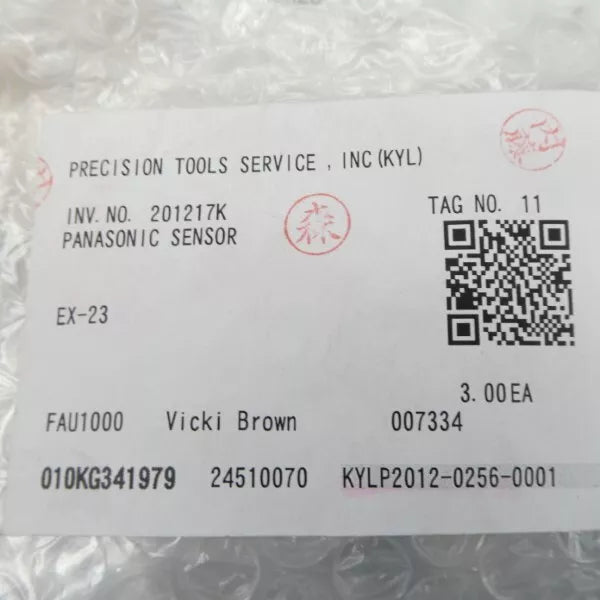 PRECISION TOOLS SERVICE , INC(KYL)
INV. NO. 201217K
森
TAG NO. 11
PANASONIC SENSOR
EX-23
3.00EA
FAU1000 Vicki Brown 007334
010KG341979 24510070 KYLP2012-0256-0001